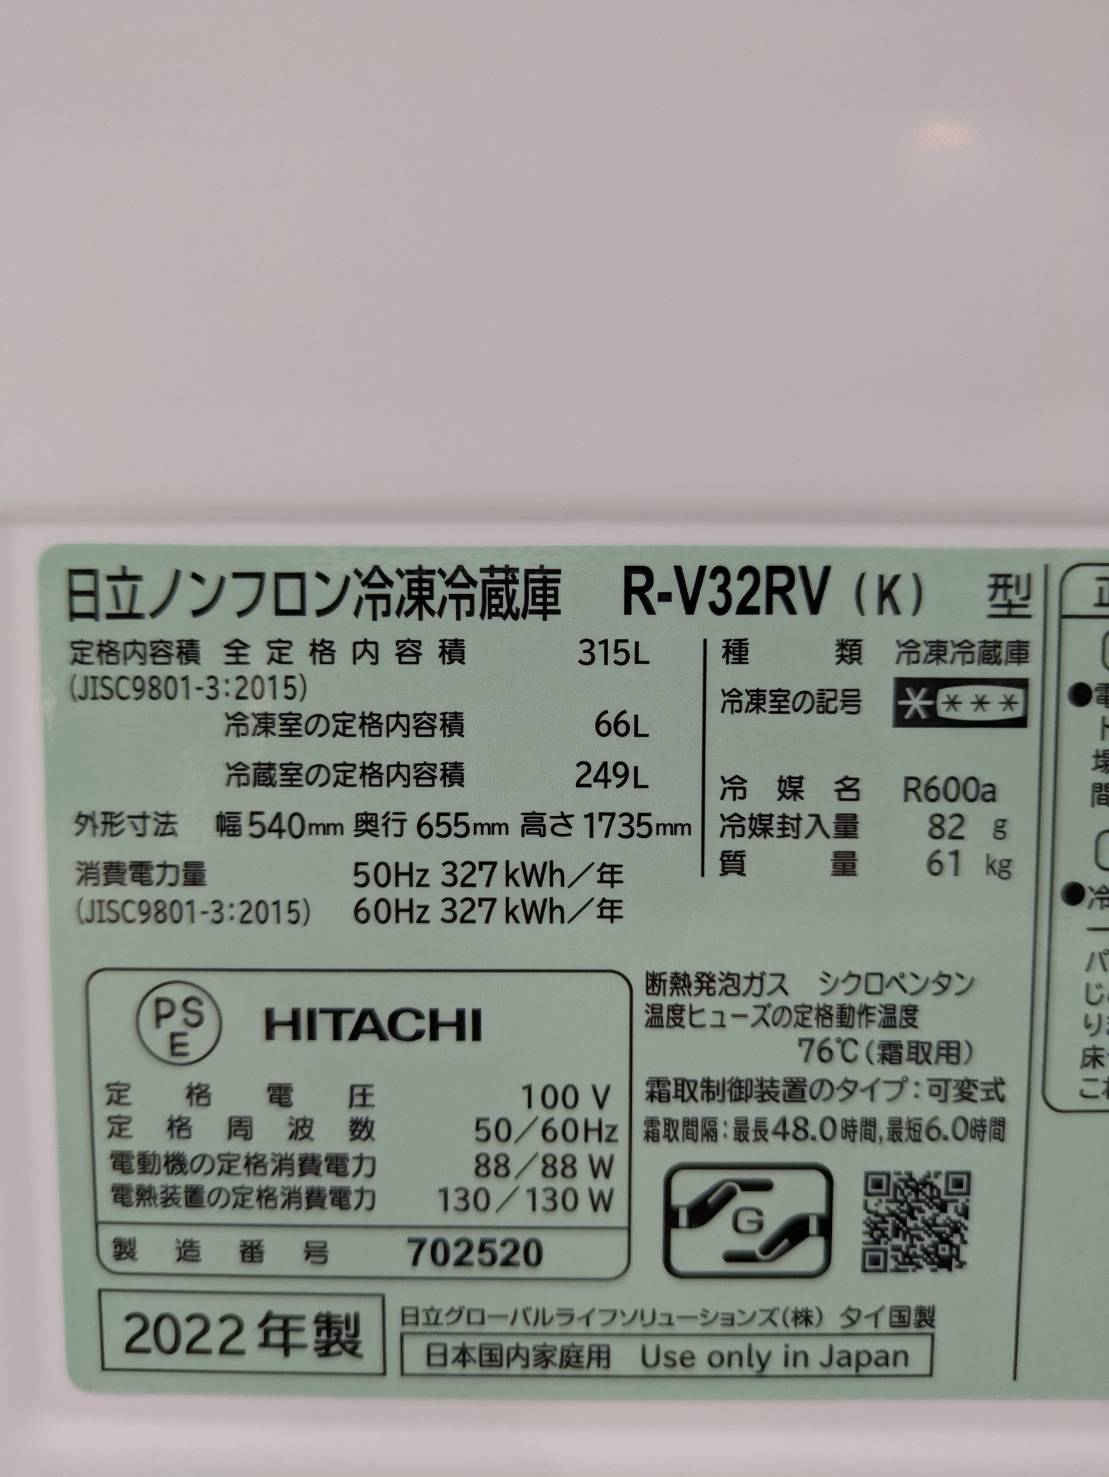 日立ノンフロン冷凍冷蔵庫 R-V32RV (K) 型
定格内容積 全定格内容積 315L
(JISC9801-3:2015)
冷凍室の定格内容積 66L
冷蔵室の定格内容積 249L
外形寸法 幅540mm 奥行655mm 高さ1735mm
消費電力量 50Hz 327kWh/年
(JISC9801-3:2015) 60Hz 327kWh/年
種類 冷凍冷蔵庫
冷凍室の記号 ****
冷媒名 R600a
冷媒封入量 82 g
質量 61 kg
PS
E
HITACHI
定格電圧 100 V
定格周波数 50/60Hz
電動機の定格消費電力 88/88 W
電熱装置の定格消費電力 130/130 W
製造番号 702520
断熱発泡ガス シクロペンタン
温度ヒューズの定格動作温度
76℃(霜取用)
霜取制御装置のタイプ:可変式
霜取間隔:最長48.0時間,最短6.0時間
G
2022年製
日立グローバルライフソリューションズ(株) タイ国製
日本国内家庭用 Use only in Japan